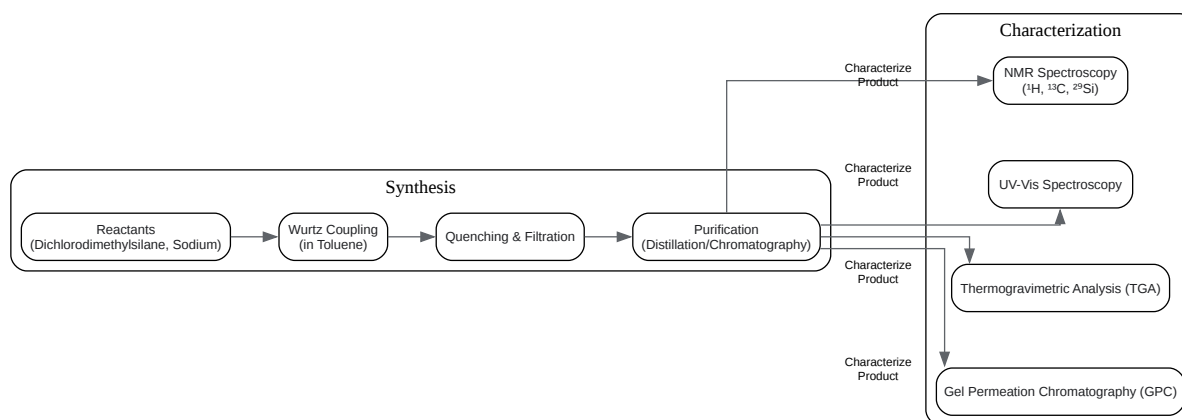 Synthesis
Reactants
(Dichlorodimethylsilane, Sodium)
Wurtz Coupling
(in Toluene)
Quenching & Filtration
Purification
(Distillation/Chromatography)
Characterize
Product
Characterize
Product
Characterize
Product
Characterize
Product
Characterization
NMR Spectroscopy
(¹H, ¹³C, ²⁹Si)
UV-Vis Spectroscopy
Thermogravimetric Analysis (TGA)
Gel Permeation Chromatography (GPC)